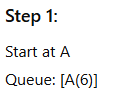 Step 1:
Start at A
Queue: [A(6)]